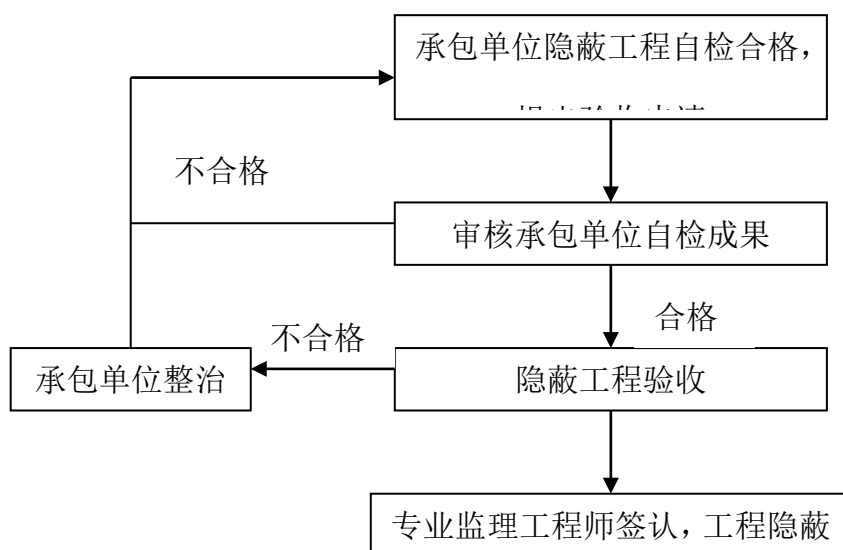 承包单位隐蔽工程自检合格，
不合格
审核承包单位自检成果
合格
不合格
承包单位整治
隐蔽工程验收
专业监理工程师签认，工程隐蔽